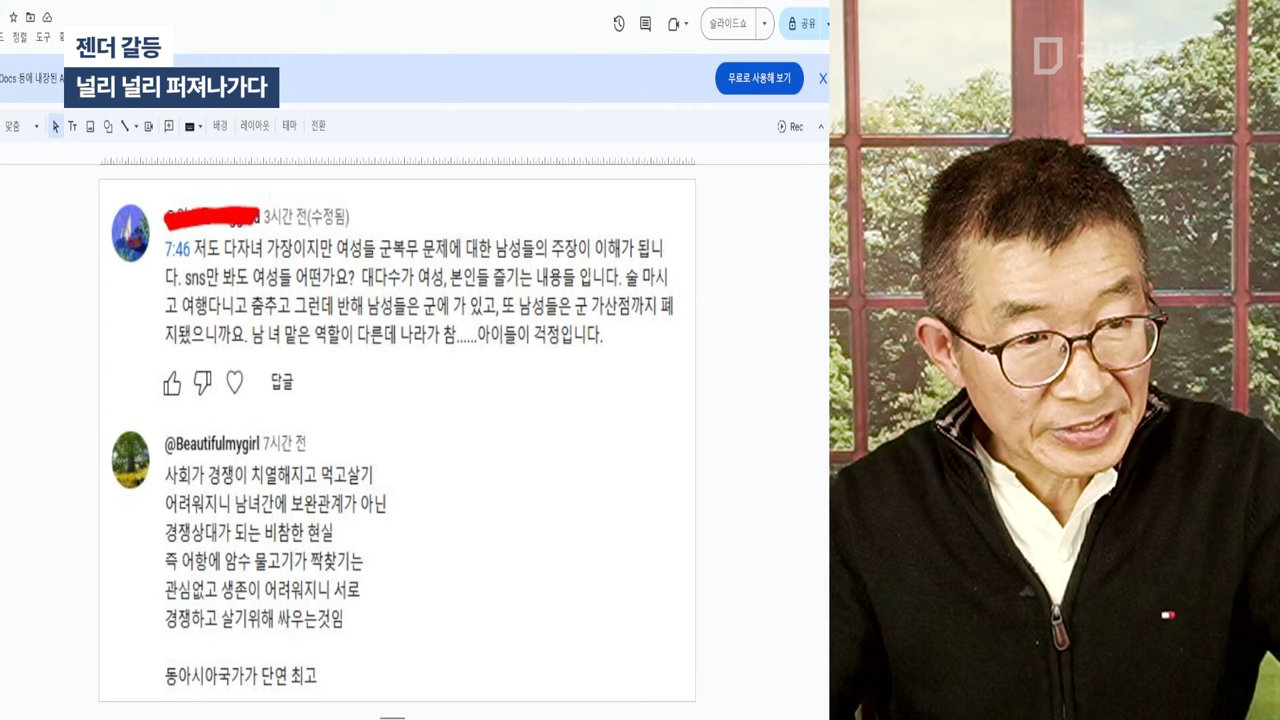 젠더 갈등
널리 널리 퍼져나가다
정렬 도구
슬라이드쇼
공유
Docs 등에 내장된
무료로 사용해 보기
X
맞춤
배경 레이아웃 테마 전환
Rec
3시간 전(수정됨)
7:46 저도 다자녀 가장이지만 여성들 군복무 문제에 대한 남성들의 주장이 이해가 됩니
다. sns만 봐도 여성들 어떤가요? 대다수가 여성, 본인들 즐기는 내용들 입니다. 술 마시
고 여행다니고 춤추고 그런데 반해 남성들은 군에 가 있고, 또 남성들은 군 가산점까지 폐
지됐으니까요. 남 녀 맡은 역할이 다른데 나라가 참......아이들이 걱정입니다.
답글
@Beautifulmygirl 7시간 전
사회가 경쟁이 치열해지고 먹고살기
어려워지니 남녀간에 보완관계가 아닌
경쟁상대가 되는 비참한 현실
즉 어항에 암수 물고기가 짝찾기는
관심없고 생존이 어려워지니 서로
경쟁하고 살기위해 싸우는것임
동아시아국가가 단연 최고